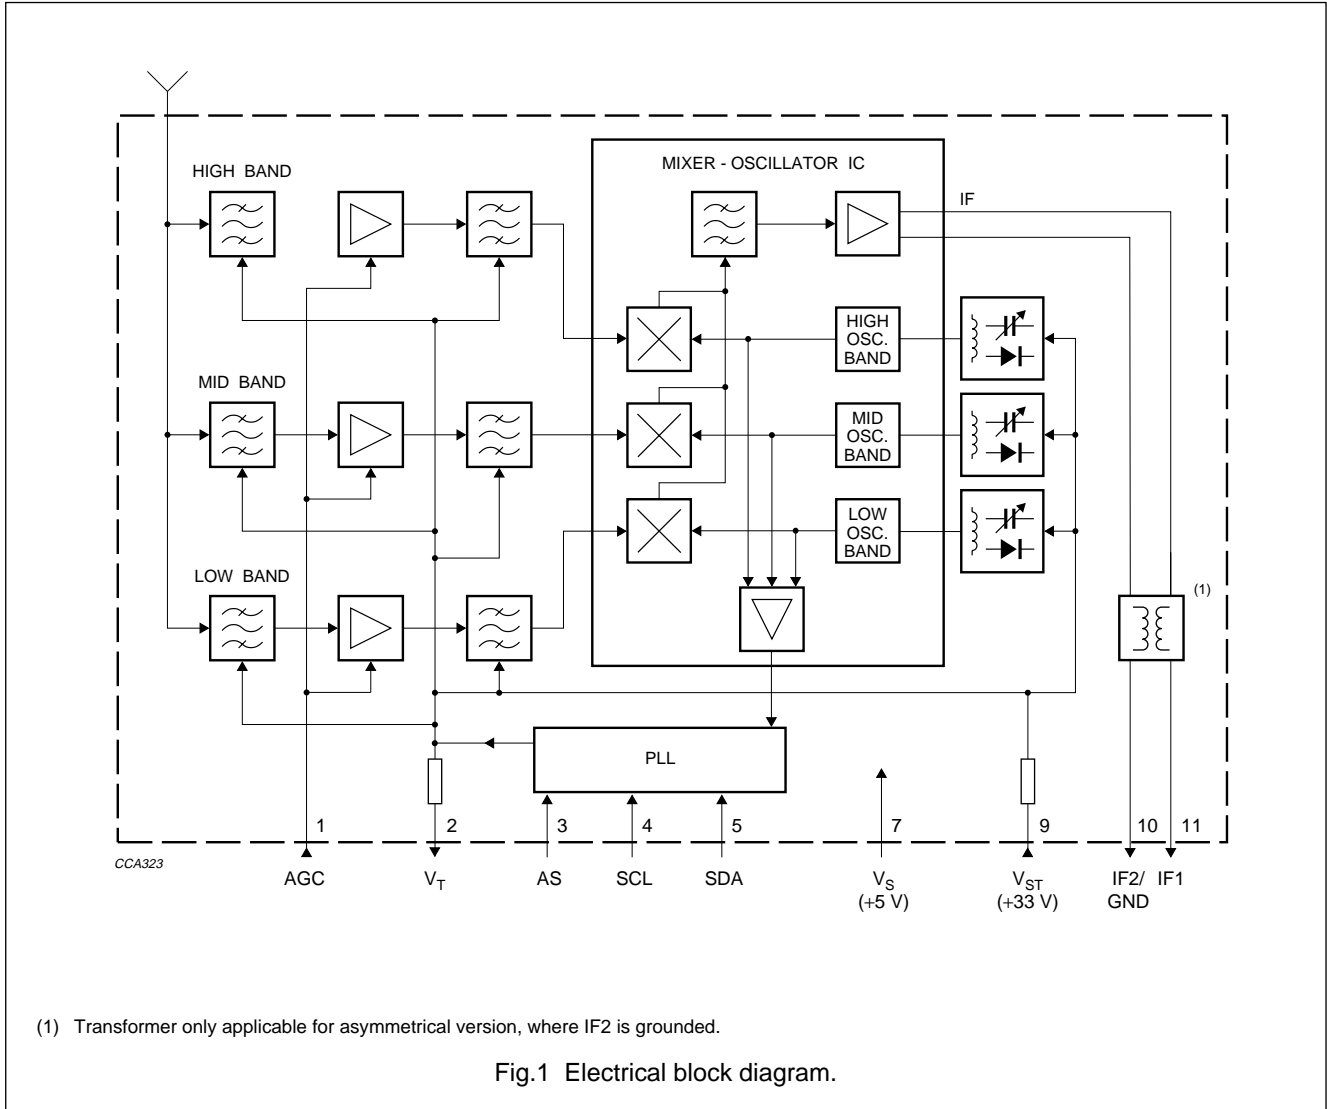 HIGH BAND
MIXER - OSCILLATOR IC
IF
HIGH
OSC.
BAND
MID BAND
MID
OSC.
BAND
LOW
OSC.
BAND
LOW BAND
(1)
PLL
1
2
3
4
5
7
9
10
11
CCA323
AGC
VT
AS
SCL
SDA
VS
(+5 V)
VST
(+33 V)
IF2/
GND
IF1
(1) Transformer only applicable for asymmetrical version, where IF2 is grounded.
Fig.1 Electrical block diagram.